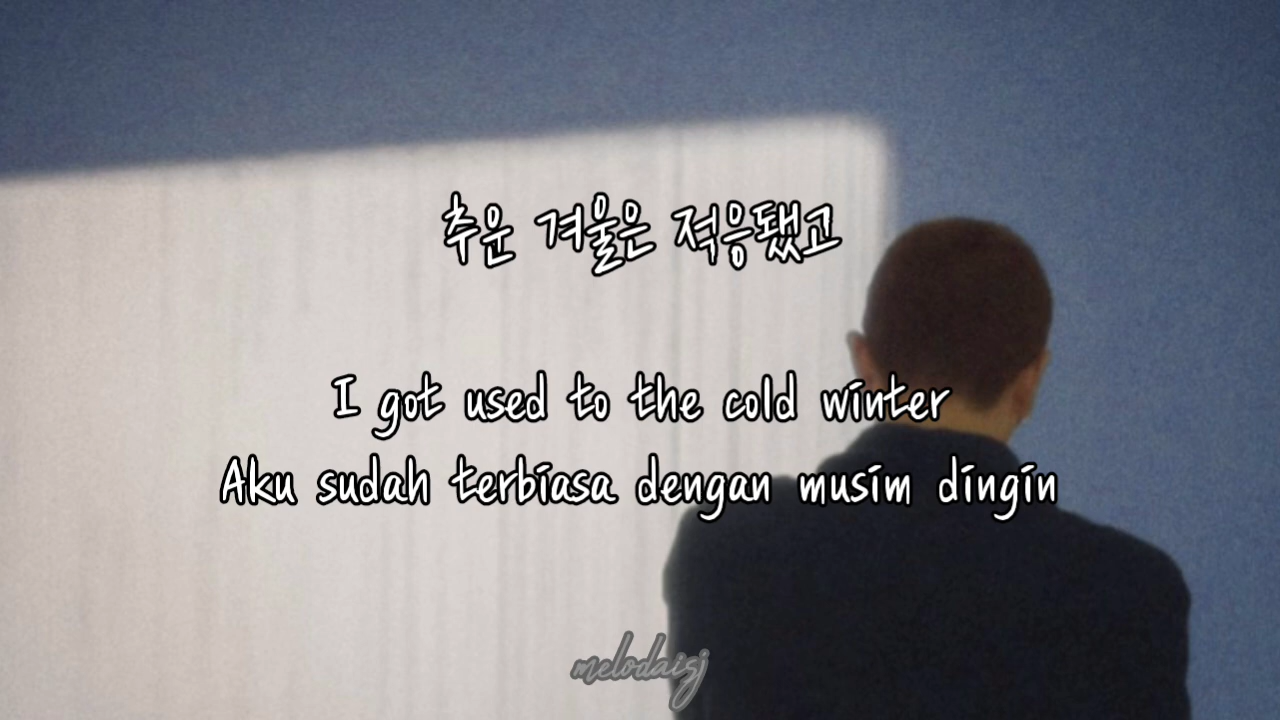 추운 겨울은 적응됐고
I got used to the cold winter
Aku sudah terbiasa dengan musim dingin
melodaisj